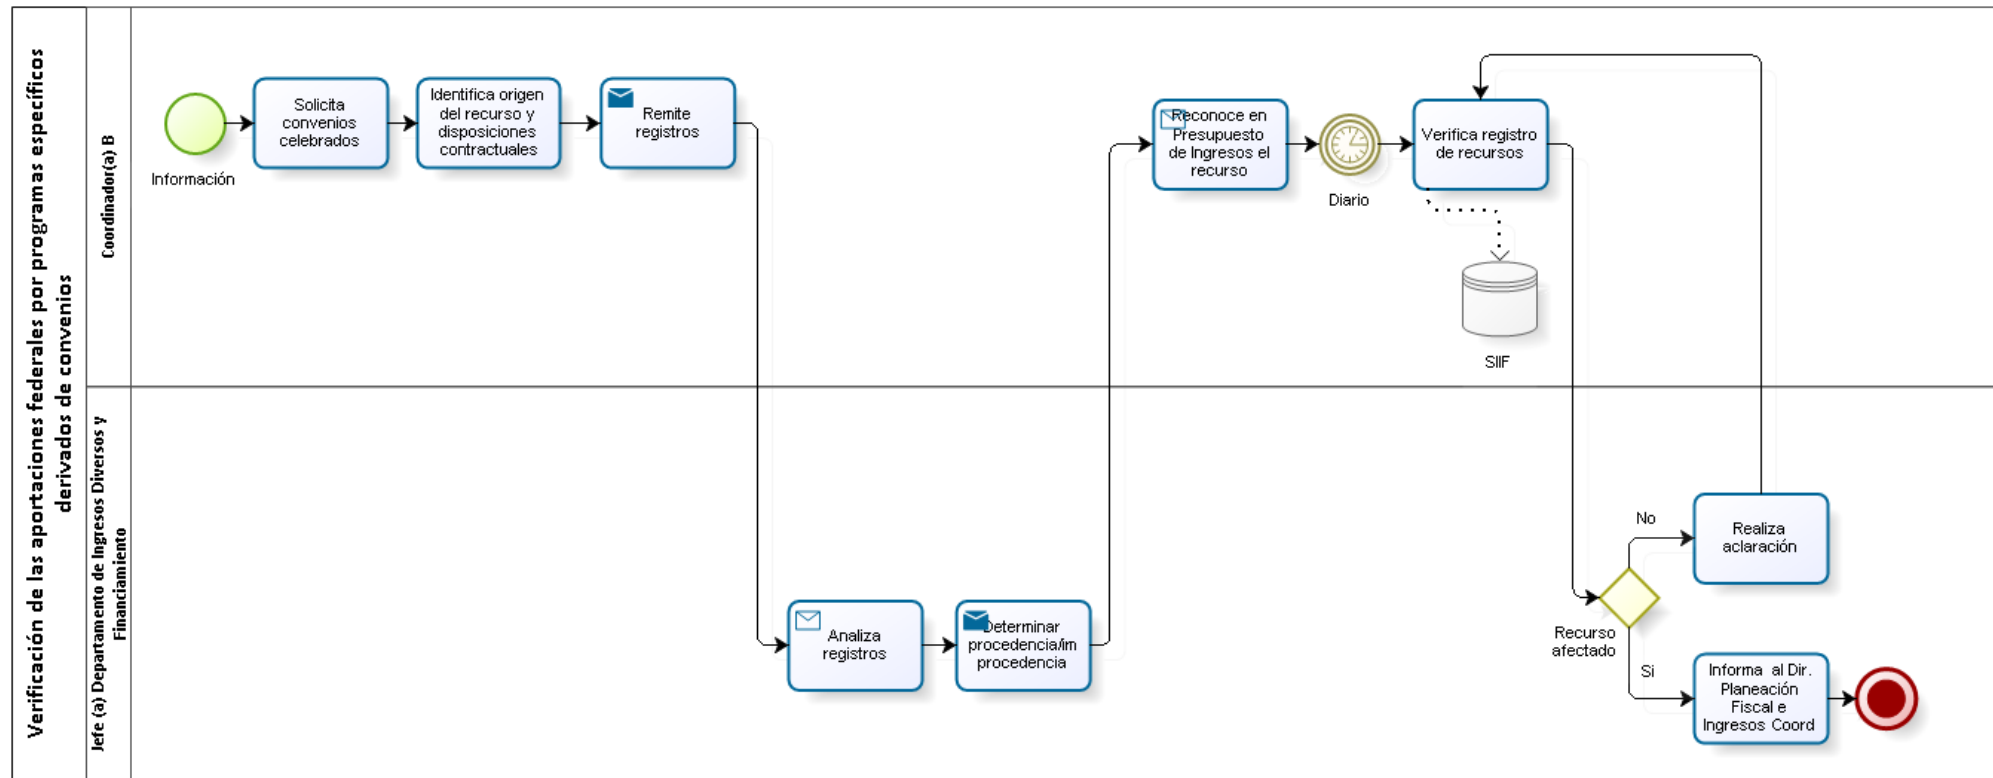 Verificación de las aportaciones federales por programas específicos
derivados de convenios
Coordinador(a) B
Información
Solicita
convenios
celebrados
Identifica origen
del recurso y
disposiciones
contractuales
Remite
registros
Reconoce en
Presupuesto
de Ingresos el
recurso
Diario
Verifica registro
de recursos
SIIF
Jefe (a) Departamento de Ingresos Diversos y
Financiamiento
Analiza
registros
Determinar
procedencia/im
procedencia
Recurso
afectado
No
Realiza
aclaración
Si
Informa al Dir.
Planeación
Fiscal e
Ingresos Coord